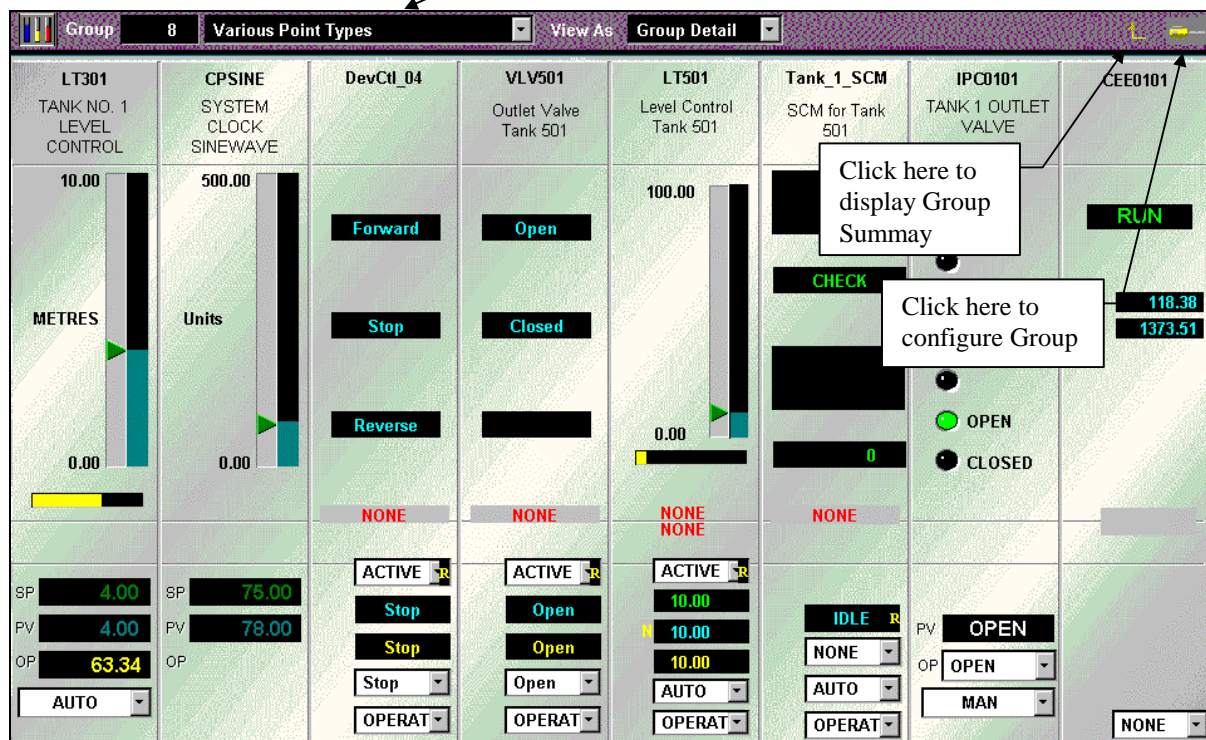 Group 8 Various Point Types View As Group Detail
LT301
TANK NO. 1
LEVEL
CONTROL
10.00
METRES
0.00
SP 4.00
PV 4.00
OP 63.34
AUTO
CPSINE
SYSTEM
CLOCK
SINEWAVE
500.00
Units
0.00
SP 75.00
PV 78.00
OP
DevCtl_04
Forward
Stop
Reverse
NONE
ACTIVE R
Stop
Stop
Stop
OPERAT
VLV501
Outlet Valve
Tank 501
Open
Closed
NONE
ACTIVE R
Open
Open
Open
OPERAT
LT501
Level Control
Tank 501
100.00
0.00
NONE
NONE
ACTIVE R
10.00
N 10.00
10.00
AUTO
OPERAT
Tank_1_SCM
SCM for Tank
501
CHECK
0
NONE
IDLE R
NONE
AUTO
OPERAT
IPC0101
TANK 1 OUTLET
VALVE
OPEN
CLOSED
PV OPEN
OP OPEN
MAN
CEE0101
RUN
118.38
1373.51
NONE
Click here to
display Group
Summay
Click here to
configure Group